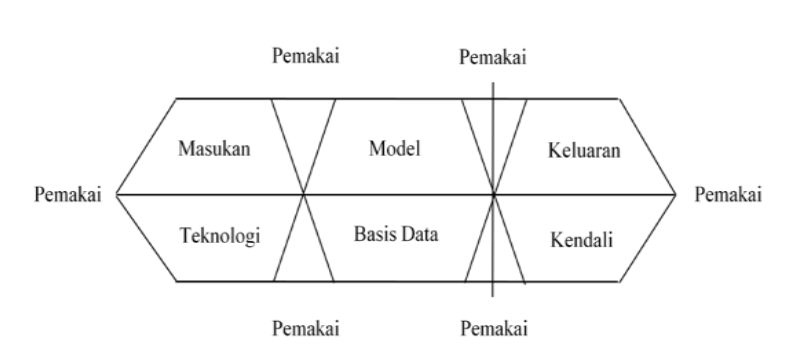 Pemakai Pemakai
Masukan Model Keluaran
Pemakai Pemakai
Teknologi Basis Data Kendali
Pemakai Pemakai